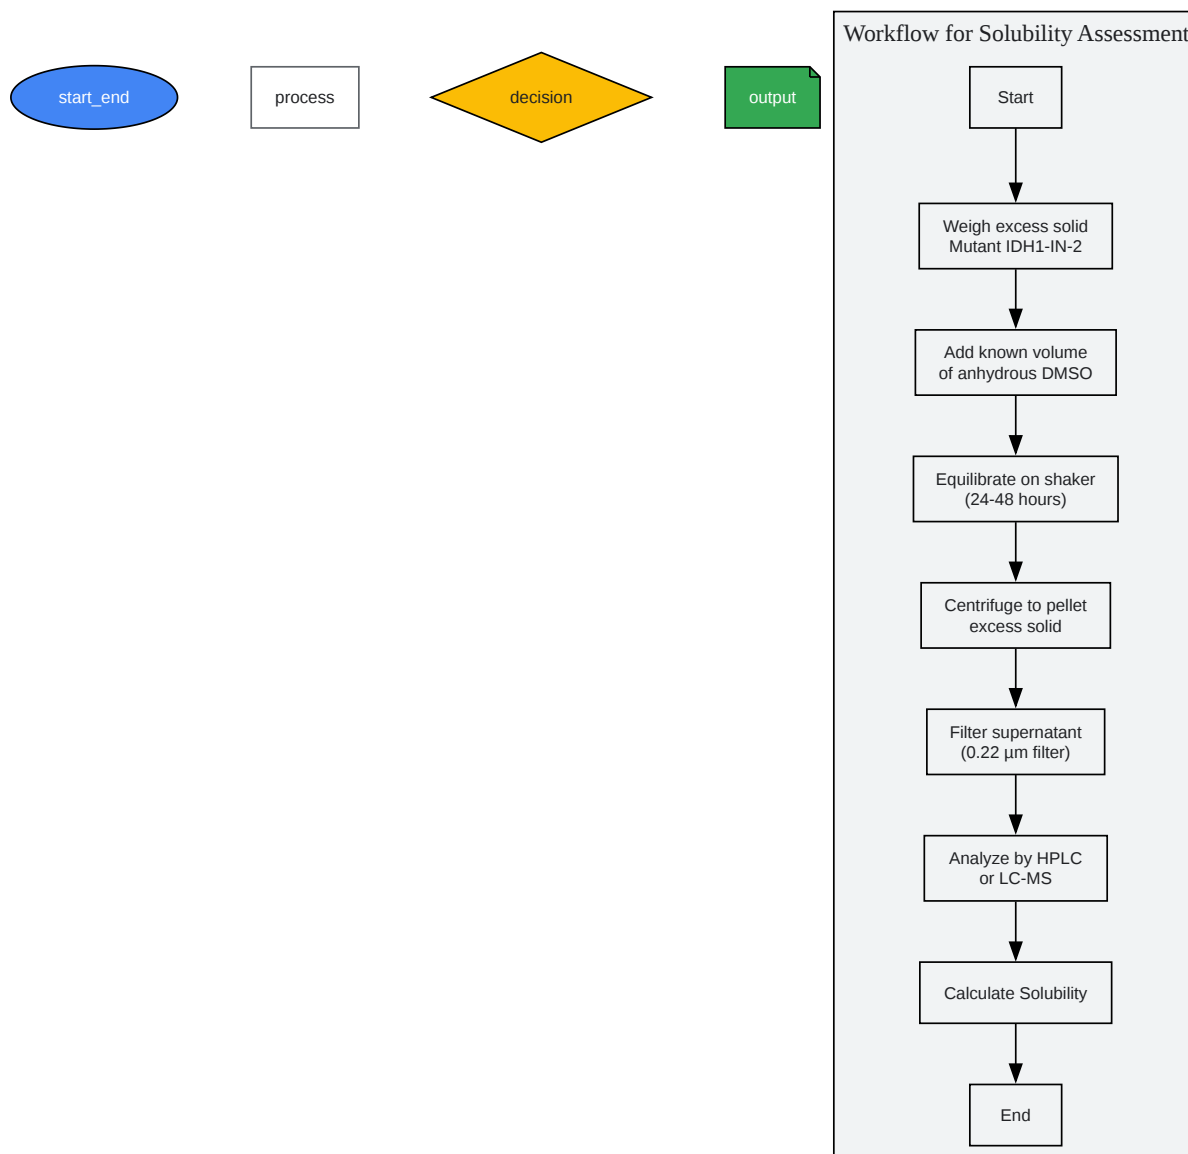 Workflow for Solubility Assessment
start_end
process
decision
output
Start
Weigh excess solid
Mutant IDH1-IN-2
Add known volume
of anhydrous DMSO
Equilibrate on shaker
(24-48 hours)
Centrifuge to pellet
excess solid
Filter supernatant
(0.22 µm filter)
Analyze by HPLC
or LC-MS
Calculate Solubility
End